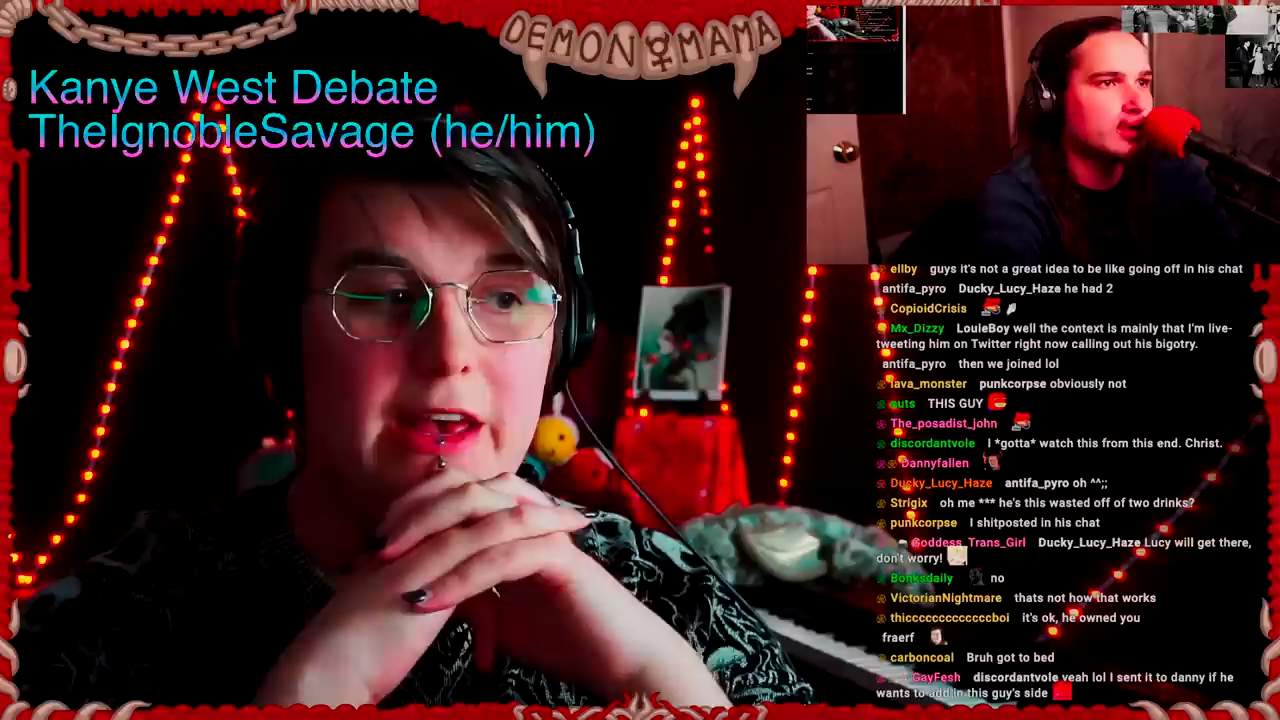 DEMON MAMA
Kanye West Debate
TheIgnobleSavage (he/him)
ellby guys it's not a great idea to be like going off in his chat
antifa_pyro Ducky_Lucy_Haze he had 2
CopioidCrisis
Mx_Dizzy LouieBoy well the context is mainly that I'm live-
tweeting him on Twitter right now calling out his bigotry.
antifa_pyro then we joined lol
lava_monster punkcorpse obviously not
outs THIS GUY
The_posadist_john
discordantvole I *gotta* watch this from this end. Christ.
Dannyfallen
Ducky_Lucy_Haze antifa_pyro oh ^^;;
Strigix oh me *** he's this wasted off of two drinks?
punkcorpse I shitposted in his chat
Goddess_Trans_Girl Ducky_Lucy_Haze Lucy will get there,
don't worry!
Bonksdaily no
VictorianNightmare thats not how that works
thicccccccccccccboi it's ok, he owned you
fraerf
carboncoal Bruh got to bed
GayFesh discordantvole yeah lol I sent it to danny if he
wants to add in this guy's side